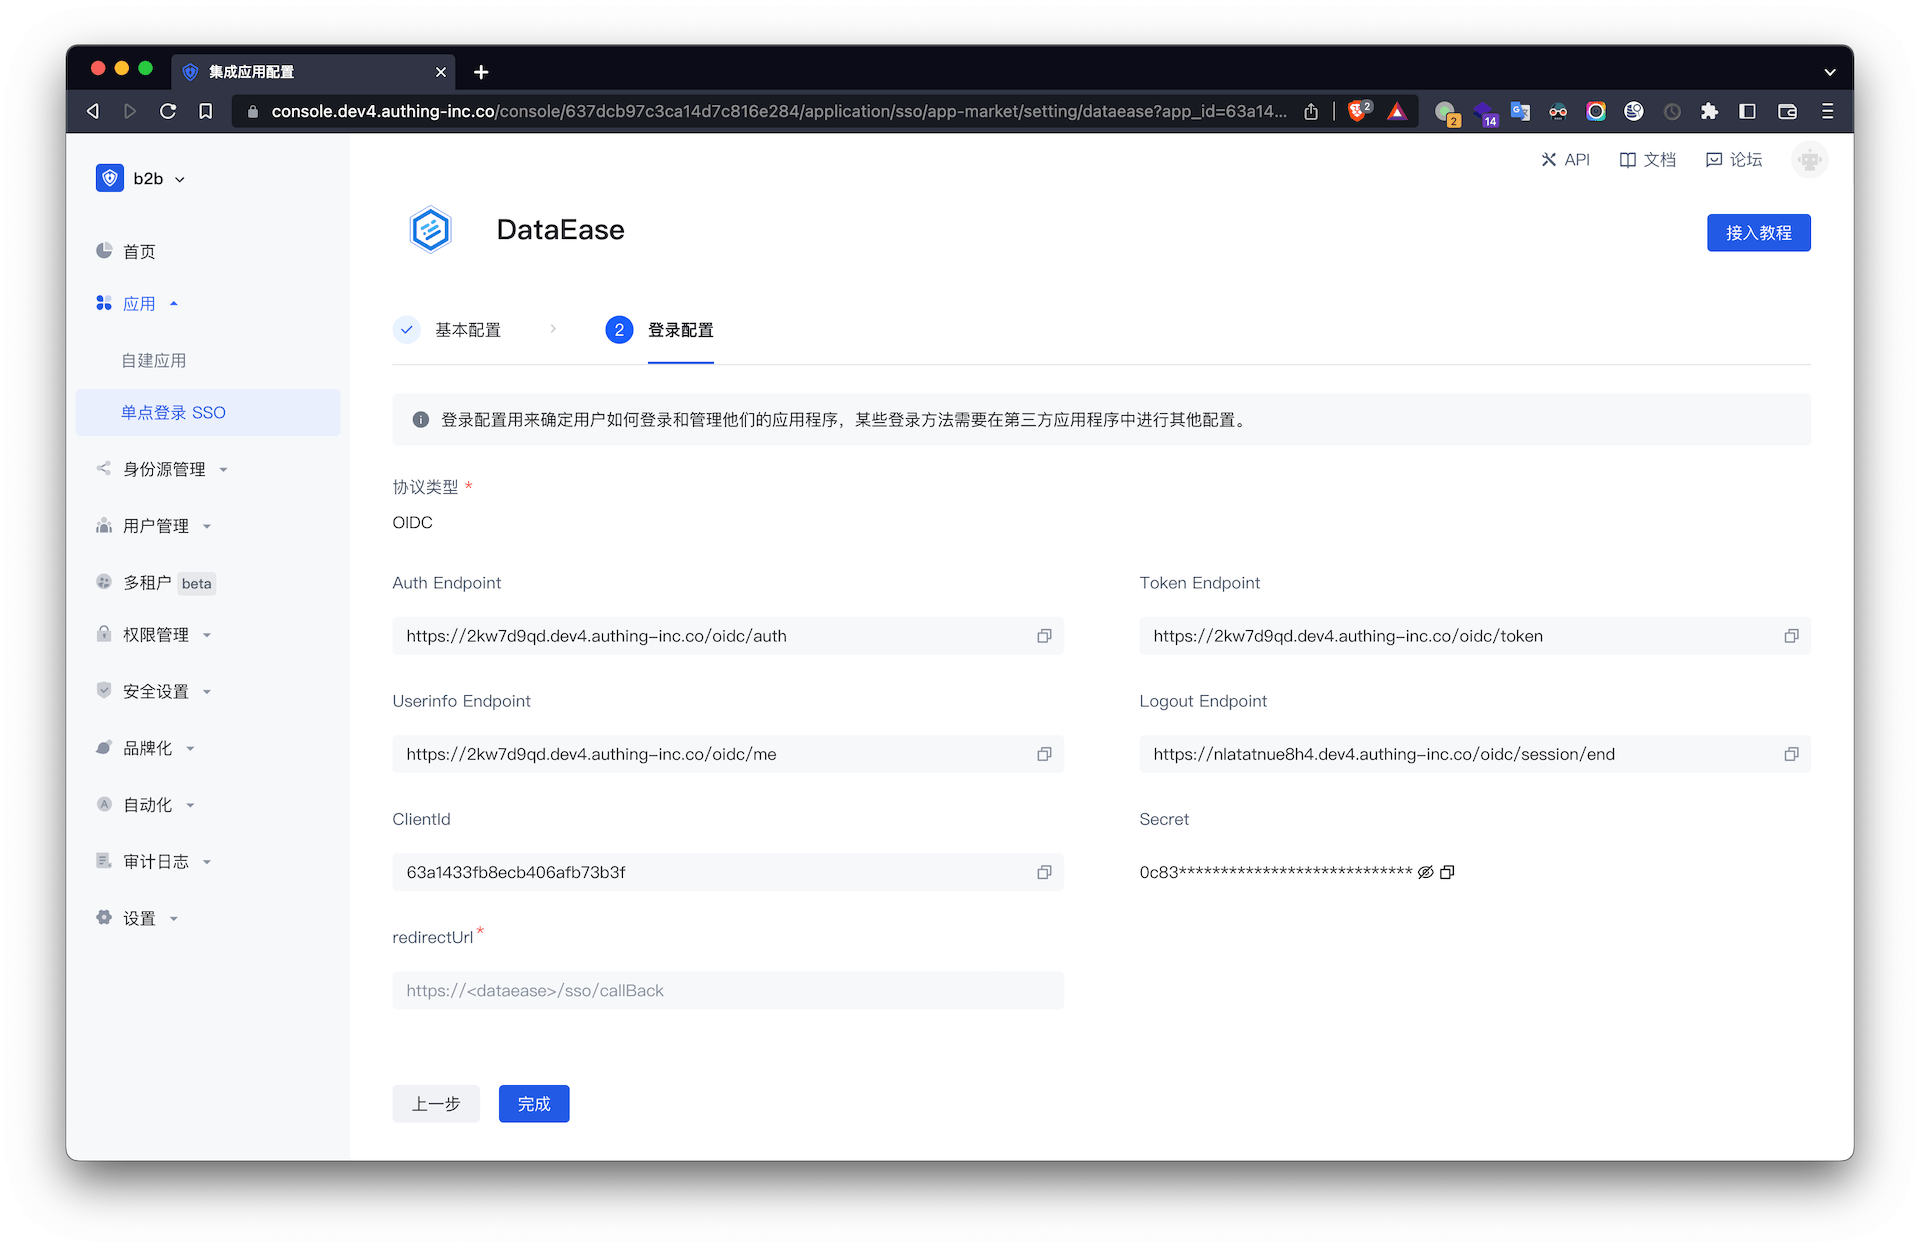 集成应用配置
console.dev4.authing-inc.co/console/637dcb97c3ca14d7c816e284/application/sso/app-market/setting/dataease?app_id=63a14...
2
2
14
b2b
API
文档
论坛
DataEase
接入教程
首页
应用
自建应用
单点登录 SSO
身份源管理
用户管理
多租户 beta
权限管理
安全设置
品牌化
自动化
审计日志
设置
基本配置
2 登录配置
登录配置用来确定用户如何登录和管理他们的应用程序，某些登录方法需要在第三方应用程序中进行其他配置。
协议类型 *
OIDC
Auth Endpoint
https://2kw7d9qd.dev4.authing-inc.co/oidc/auth
Token Endpoint
https://2kw7d9qd.dev4.authing-inc.co/oidc/token
Userinfo Endpoint
https://2kw7d9qd.dev4.authing-inc.co/oidc/me
Logout Endpoint
https://nlatatnue8h4.dev4.authing-inc.co/oidc/session/end
ClientId
63a1433fb8ecb406afb73b3f
Secret
0c83****************************
redirectUrl *
https://<dataease>/sso/callBack
上一步
完成